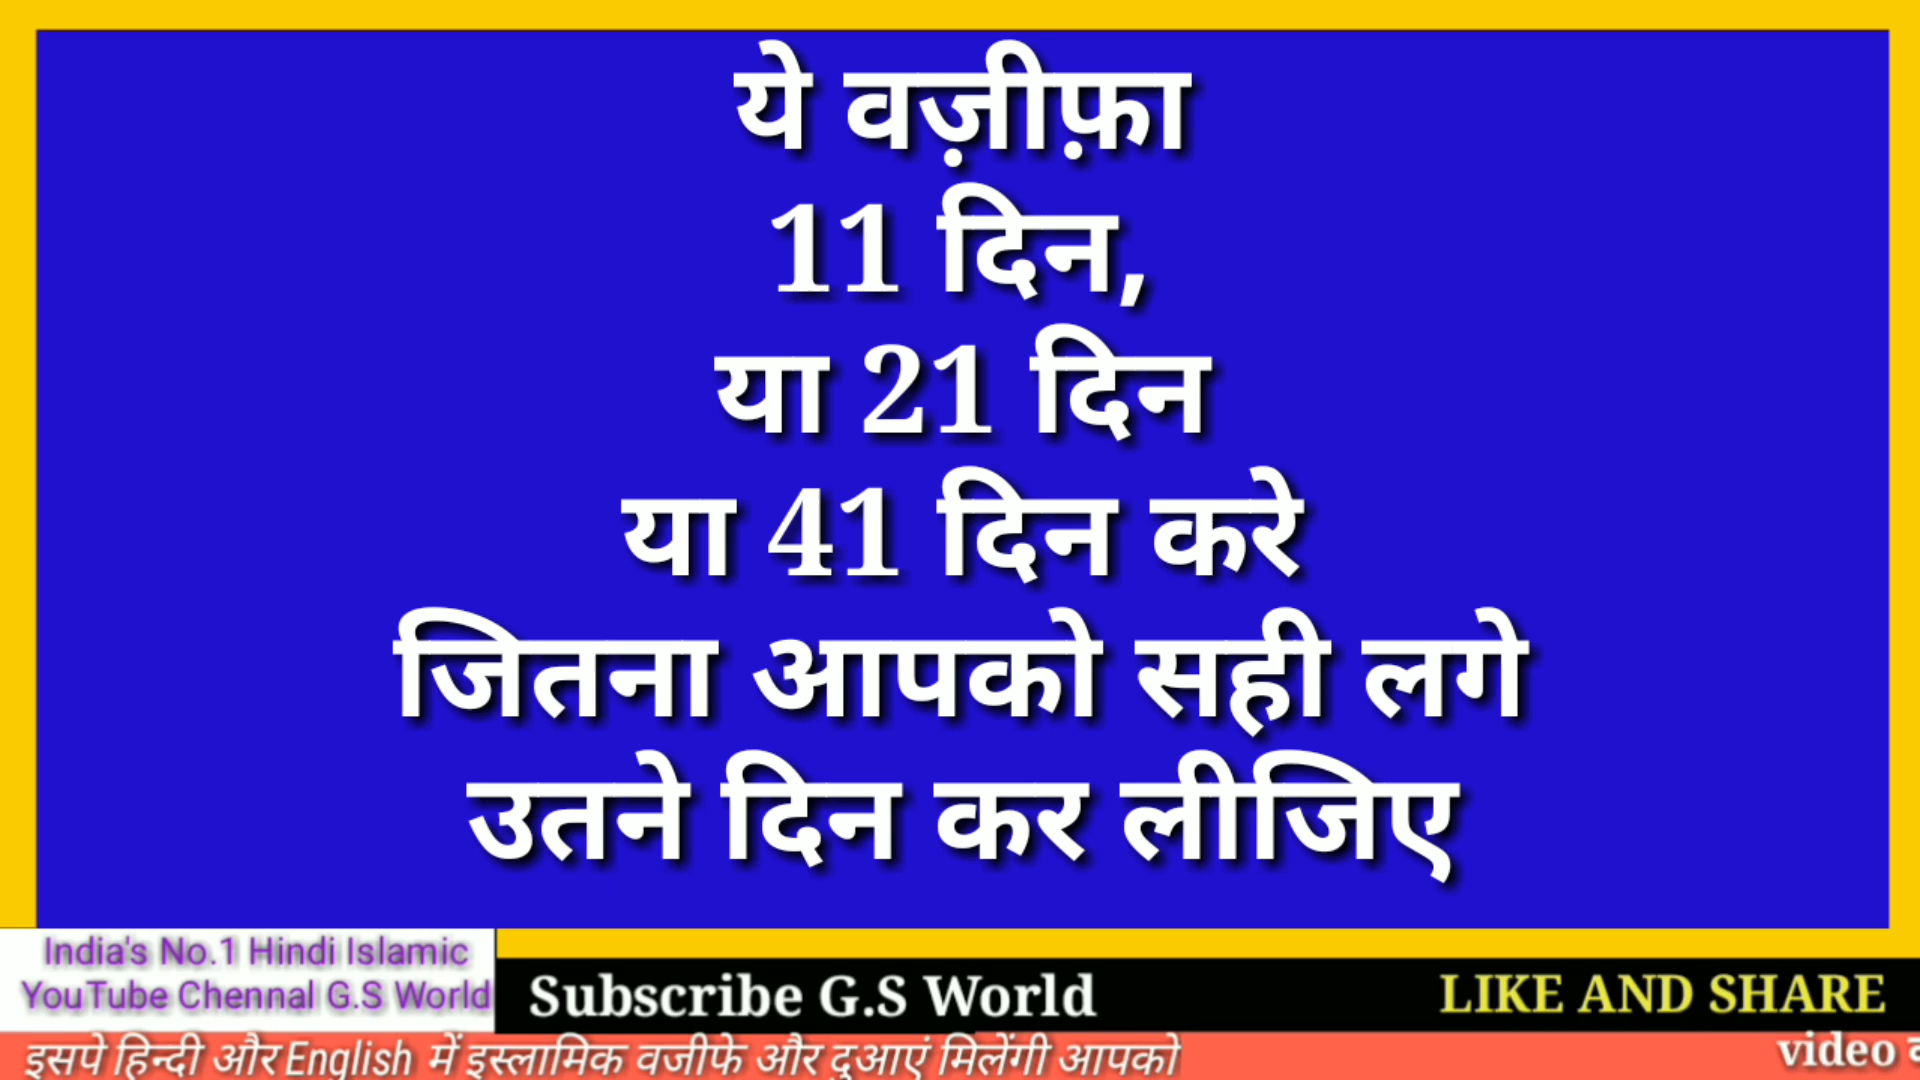 ये वज़ीफ़ा
11 दिन,
या 21 दिन
या 41 दिन करे
जितना आपको सही लगे
उतने दिन कर लीजिए
India's No.1 Hindi Islamic
YouTube Chennal G.S World
Subscribe G.S World
LIKE AND SHARE
इसपे हिन्दी और English में इस्लामिक वजीफे और दुआएं मिलेंगी आपको
video